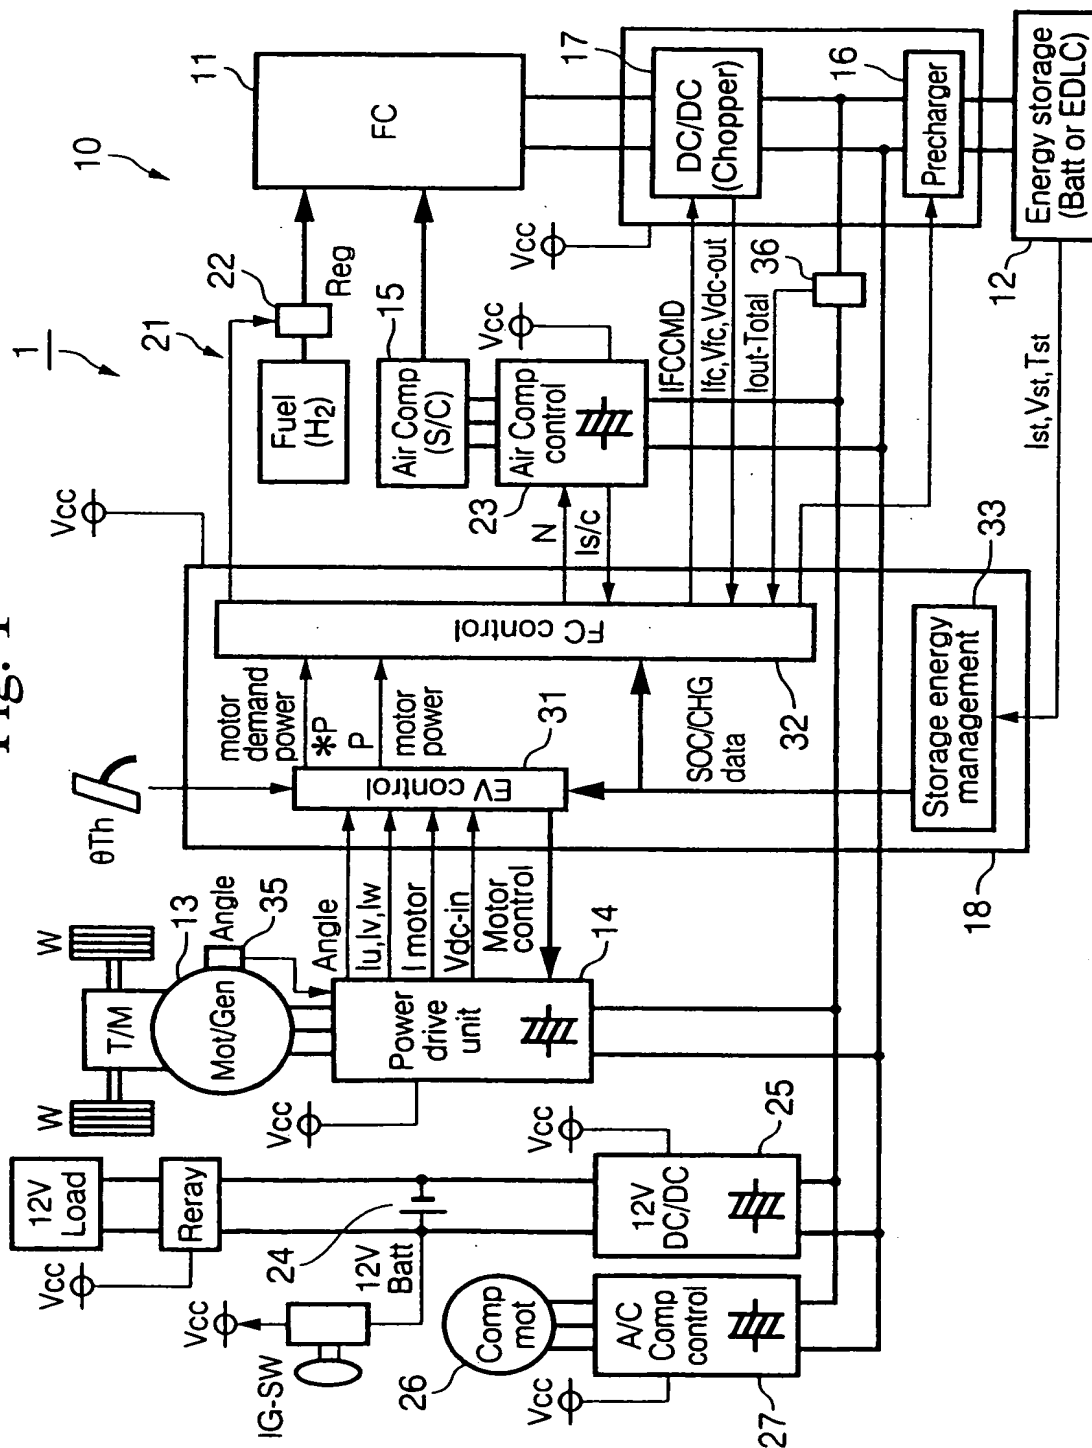 Fig. 1
1
10
W
W
T/M
13
Mot/Gen
Angle
35
θTh
Vcc
21
22
Reg
Fuel
(H2)
11
FC
12V
Load
Vcc
Reray
Vcc
24
12V
Batt
Vcc
IG-SW
Vcc
Power
drive
unit
14
Angle
Iu,Iv,Iw
I motor
Vdc-in
Motor
control
EV control
31
motor
demand
power
*P
P
motor
power
FC control
32
SOC/CHG
data
Storage energy
management
33
18
15
Air Comp
(S/C)
Vcc
Air Comp
control
23
N
Is/c
Vcc
17
DC/DC
(Chopper)
IFCCMD
Ifc,Vfc,Vdc-out
Iout-Total
36
16
Precharger
12
Energy storage
(Batt or EDLC)
Ist,Vst,Tst
26
Comp
mot
Vcc
A/C
Comp
control
27
Vcc
12V
DC/DC
25